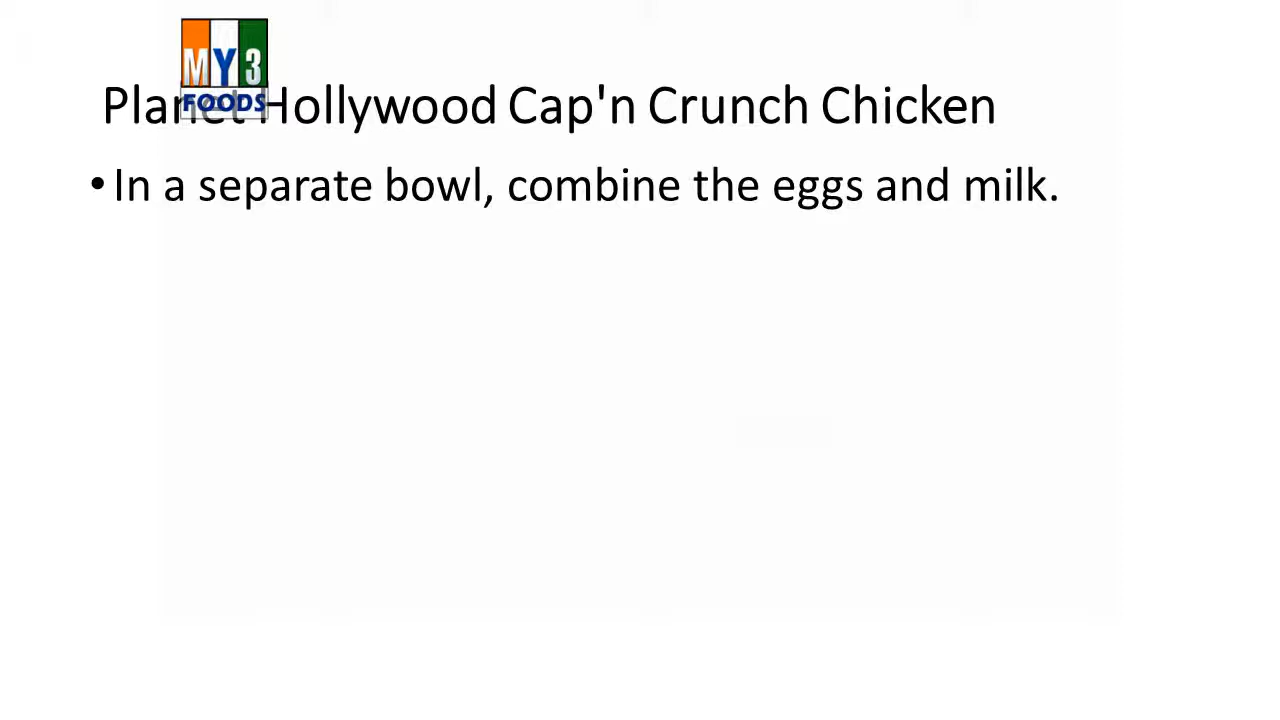 MY3
FOODS
Planet Hollywood Cap'n Crunch Chicken
• In a separate bowl, combine the eggs and milk.